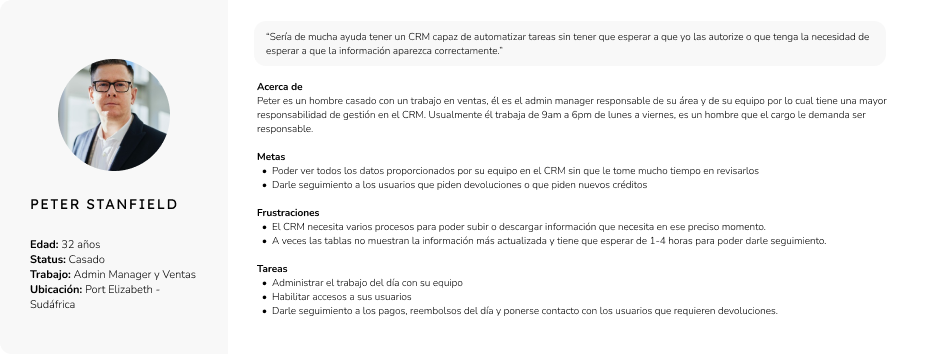 PETER STANFIELD
Edad: 32 años
Status: Casado
Trabajo: Admin Manager y Ventas
Ubicación: Port Elizabeth -
Sudáfrica
“Sería de mucha ayuda tener un CRM capaz de automatizar tareas sin tener que esperar a que yo las autorize o que tenga la necesidad de
esperar a que la información aparezca correctamente.”
Acerca de
Peter es un hombre casado con un trabajo en ventas, él es el admin manager responsable de su área y de su equipo por lo cual tiene una mayor
responsabilidad de gestión en el CRM. Usualmente él trabaja de 9am a 6pm de lunes a viernes, es un hombre que el cargo le demanda ser
responsable.
Metas
• Poder ver todos los datos proporcionados por su equipo en el CRM sin que le tome mucho tiempo en revisarlos
• Darle seguimiento a los usuarios que piden devoluciones o que piden nuevos créditos
Frustraciones
• El CRM necesita varios procesos para poder subir o descargar información que necesita en ese preciso momento.
• A veces las tablas no muestran la información más actualizada y tiene que esperar de 1-4 horas para poder darle seguimiento.
Tareas
• Administrar el trabajo del día con su equipo
• Habilitar accesos a sus usuarios
• Darle seguimiento a los pagos, reembolsos del día y ponerse contacto con los usuarios que requieren devoluciones.